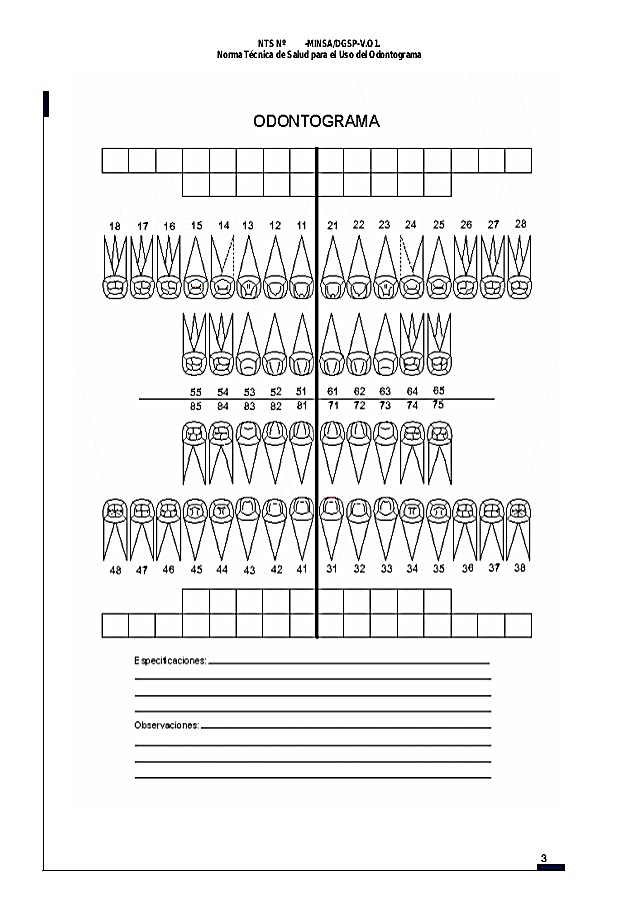 NTS Nº -MINSA/DGSP-V.01.
Norma Técnica de Salud para el Uso del Odontograma
ODONTOGRAMA
18 17 16 15 14 13 12 11 21 22 23 24 25 26 27 28
55 54 53 52 51 61 62 63 64 65
85 84 83 82 81 71 72 73 74 75
48 47 46 45 44 43 42 41 31 32 33 34 35 36 37 38
Especificaciones:
Observaciones:
3